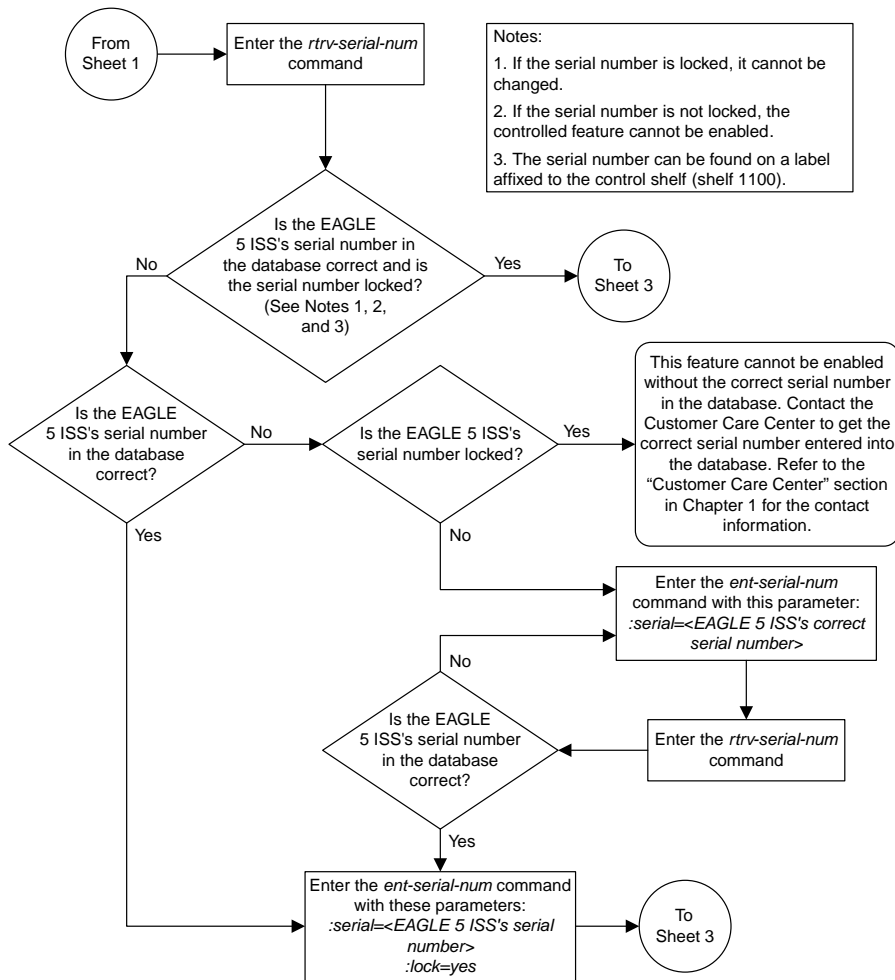 From
Sheet 1
Enter the rtrv-serial-num
command
Notes:
1. If the serial number is locked, it cannot be
changed.
2. If the serial number is not locked, the
controlled feature cannot be enabled.
3. The serial number can be found on a label
affixed to the control shelf (shelf 1100).
Is the EAGLE
5 ISS's serial number in
the database correct and is
the serial number locked?
(See Notes 1, 2,
and 3)
No
Yes
To
Sheet 3
Is the EAGLE
5 ISS's serial number
in the database
correct?
No
Yes
Is the EAGLE 5 ISS's
serial number locked?
Yes
No
This feature cannot be enabled
without the correct serial number
in the database. Contact the
Customer Care Center to get the
correct serial number entered into
the database. Refer to the
“Customer Care Center” section
in Chapter 1 for the contact
information.
Enter the ent-serial-num
command with this parameter:
:serial=<EAGLE 5 ISS's correct
serial number>
Enter the rtrv-serial-num
command
No
Is the EAGLE
5 ISS's serial number
in the database
correct?
Yes
Enter the ent-serial-num command
with these parameters:
:serial=<EAGLE 5 ISS's serial
number>
:lock=yes
To
Sheet 3